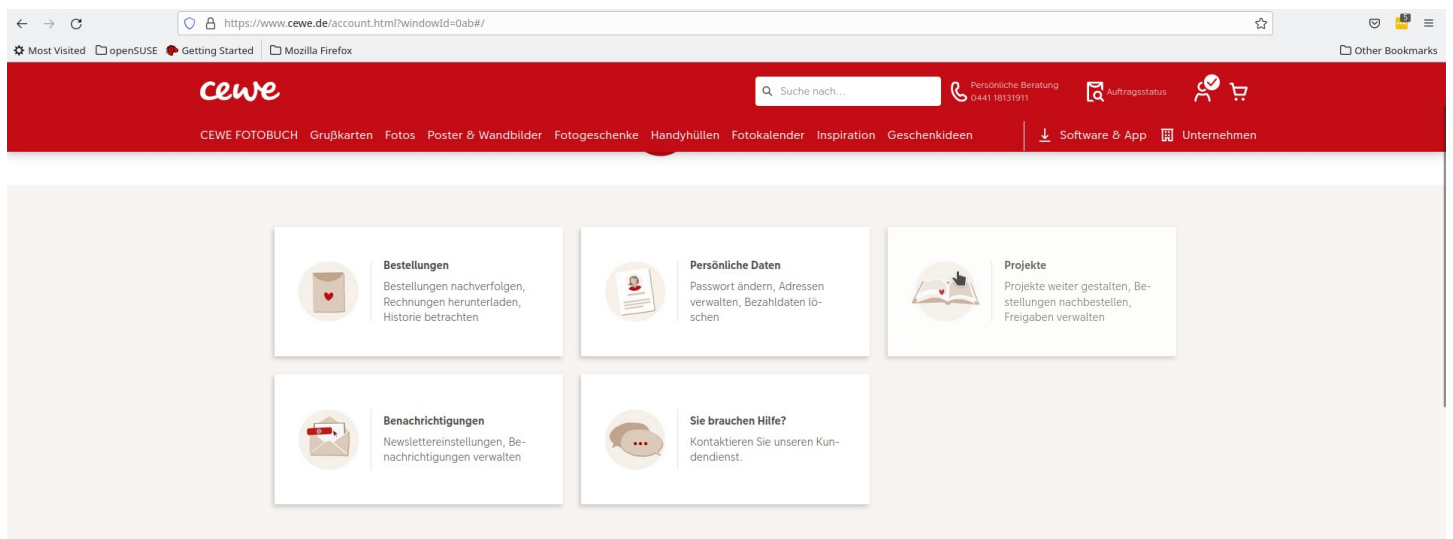 https://www.cewe.de/account.html?windowId=0ab#/
5
Most Visited openSUSE Getting Started Mozilla Firefox Other Bookmarks
cewe
Suche nach...
Persönliche Beratung
0441 18131911
Auftragsstatus
CEWE FOTOBUCH Grußkarten Fotos Poster & Wandbilder Fotogeschenke Handyhüllen Fotokalender Inspiration Geschenkideen Software & App Unternehmen
Bestellungen
Bestellungen nachverfolgen,
Rechnungen herunterladen,
Historie betrachten
Persönliche Daten
Passwort ändern, Adressen
verwalten, Bezahldaten lö-
schen
Projekte
Projekte weiter gestalten, Be-
stellungen nachbestellen,
Freigaben verwalten
Benachrichtigungen
Newslettereinstellungen, Be-
nachrichtigungen verwalten
Sie brauchen Hilfe?
Kontaktieren Sie unseren Kun-
dendienst.